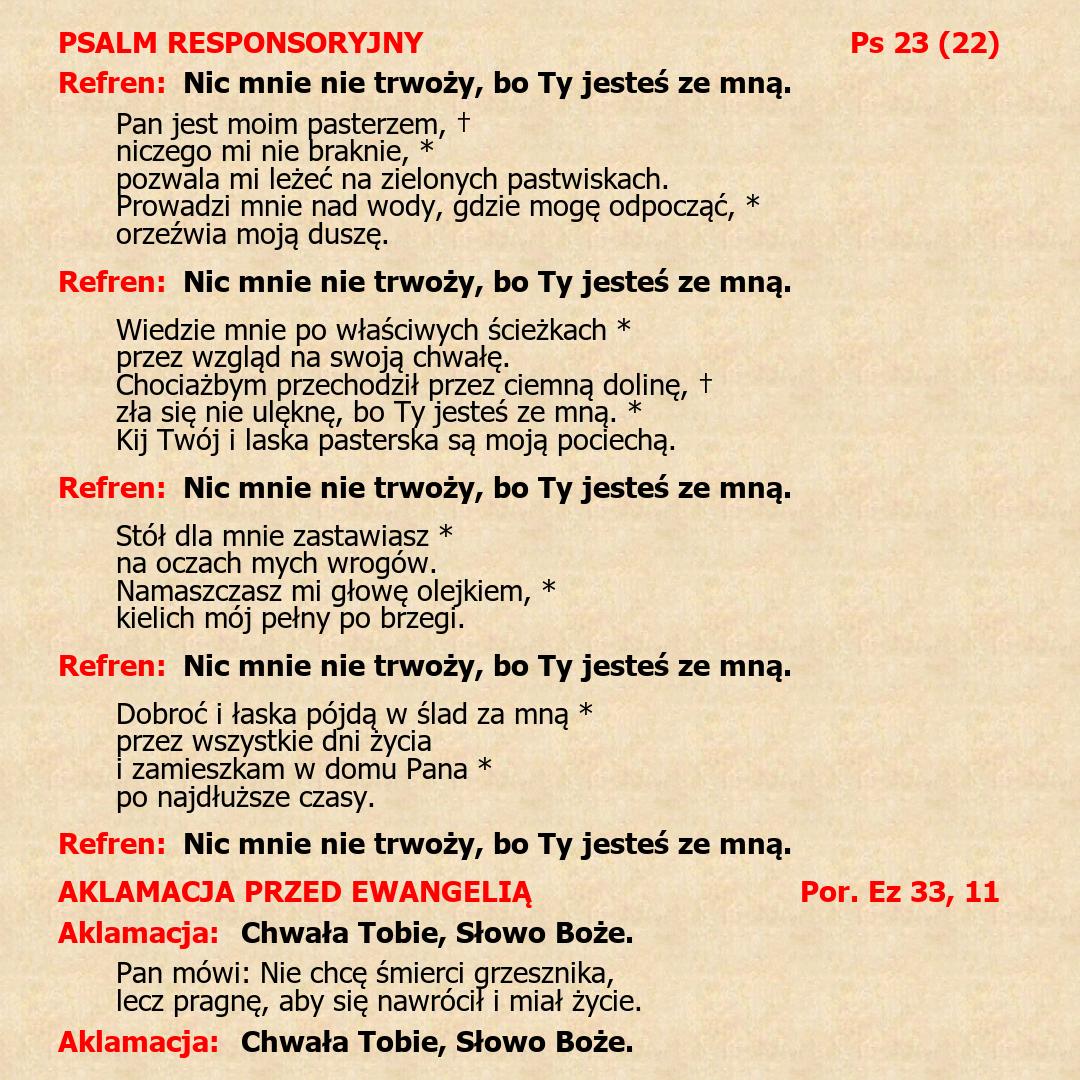 PSALM RESPONSORYJNY Ps 23 (22)
Refren: Nic mnie nie trwoży, bo Ty jesteś ze mną.
Pan jest moim pasterzem, †
niczego mi nie braknie, *
pozwala mi leżeć na zielonych pastwiskach.
Prowadzi mnie nad wody, gdzie mogę odpocząć, *
orzeźwia moją duszę.
Refren: Nic mnie nie trwoży, bo Ty jesteś ze mną.
Wiedzie mnie po właściwych ścieżkach *
przez wzgląd na swoją chwałę.
Chociażbym przechodził przez ciemną dolinę, †
zła się nie ulęknę, bo Ty jesteś ze mną. *
Kij Twój i laska pasterska są moją pociechą.
Refren: Nic mnie nie trwoży, bo Ty jesteś ze mną.
Stół dla mnie zastawiasz *
na oczach mych wrogów.
Namaszczasz mi głowę olejkiem, *
kielich mój pełny po brzegi.
Refren: Nic mnie nie trwoży, bo Ty jesteś ze mną.
Dobroć i łaska pójdą w ślad za mną *
przez wszystkie dni życia
i zamieszkam w domu Pana *
po najdłuższe czasy.
Refren: Nic mnie nie trwoży, bo Ty jesteś ze mną.
AKLAMACJA PRZED EWANGELIĄ Por. Ez 33, 11
Aklamacja: Chwała Tobie, Słowo Boże.
Pan mówi: Nie chcę śmierci grzesznika,
lecz pragnę, aby się nawrócił i miał życie.
Aklamacja: Chwała Tobie, Słowo Boże.